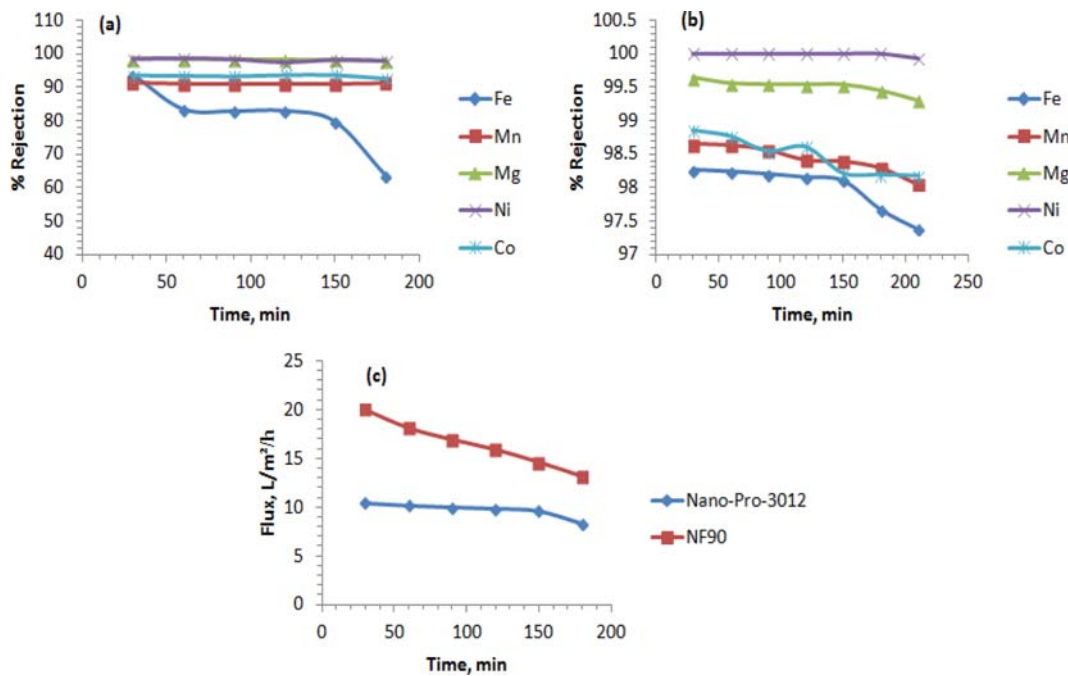 (a)
110
100
90
80
70
60
50
40
% Rejection
0
50
100
150
200
Time, min
Fe
Mn
Mg
Ni
Co
(b)
100.5
100
99.5
99
98.5
98
97.5
97
% Rejection
0
50
100
150
200
250
Time, min
Fe
Mn
Mg
Ni
Co
(c)
25
20
15
10
5
0
Flux, L/m²/h
0
50
100
150
200
Time, min
Nano-Pro-3012
NF90